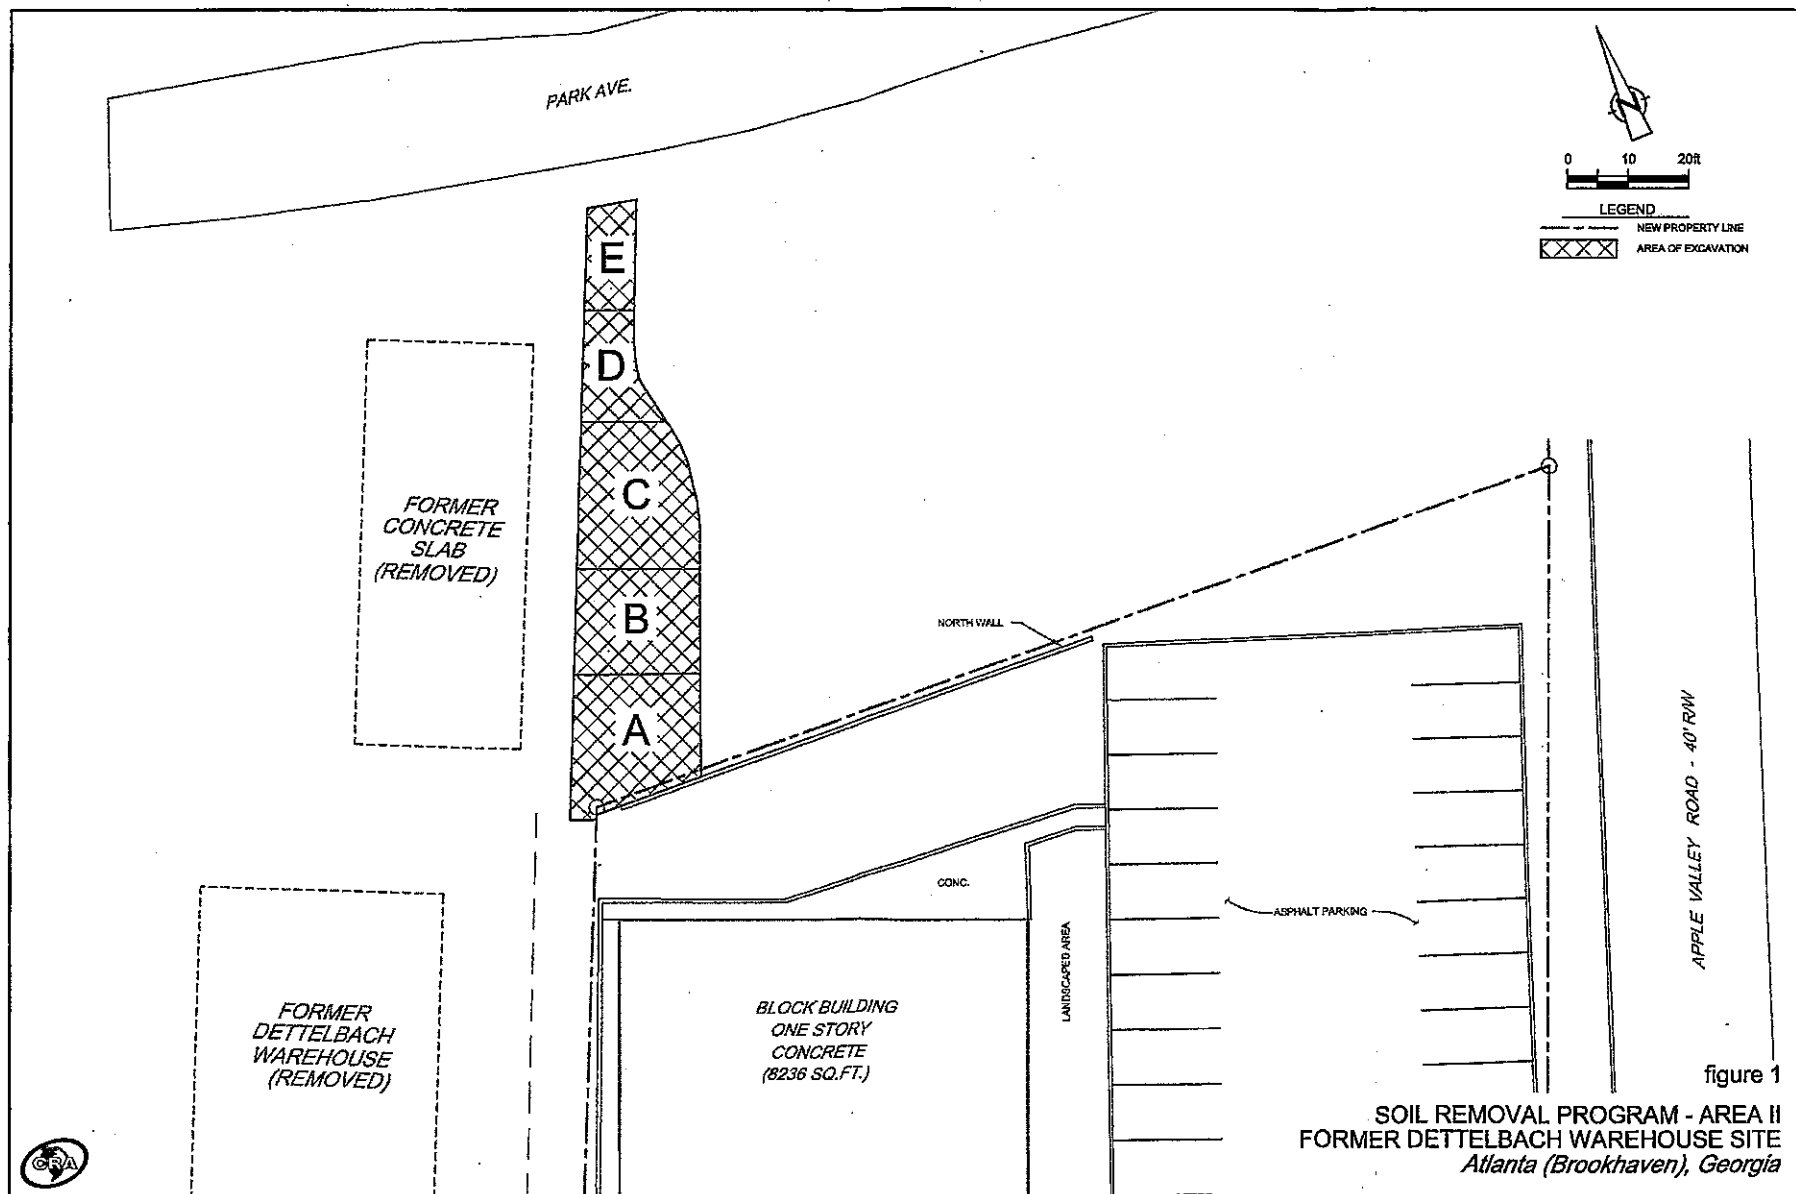 PARK AVE.
N
0 10 20ft
LEGEND
NEW PROPERTY LINE
AREA OF EXCAVATION
E
D
C
B
A
FORMER
CONCRETE
SLAB
(REMOVED)
NORTH WALL
APPLE VALLEY ROAD - 40' R/W
CONC.
LANDSCAPED AREA
ASPHALT PARKING
FORMER
DETTELBACH
WAREHOUSE
(REMOVED)
BLOCK BUILDING
ONE STORY
CONCRETE
(8236 SQ.FT.)
figure 1
SOIL REMOVAL PROGRAM - AREA II
FORMER DETTELBACH WAREHOUSE SITE
Atlanta (Brookhaven), Georgia
CRA